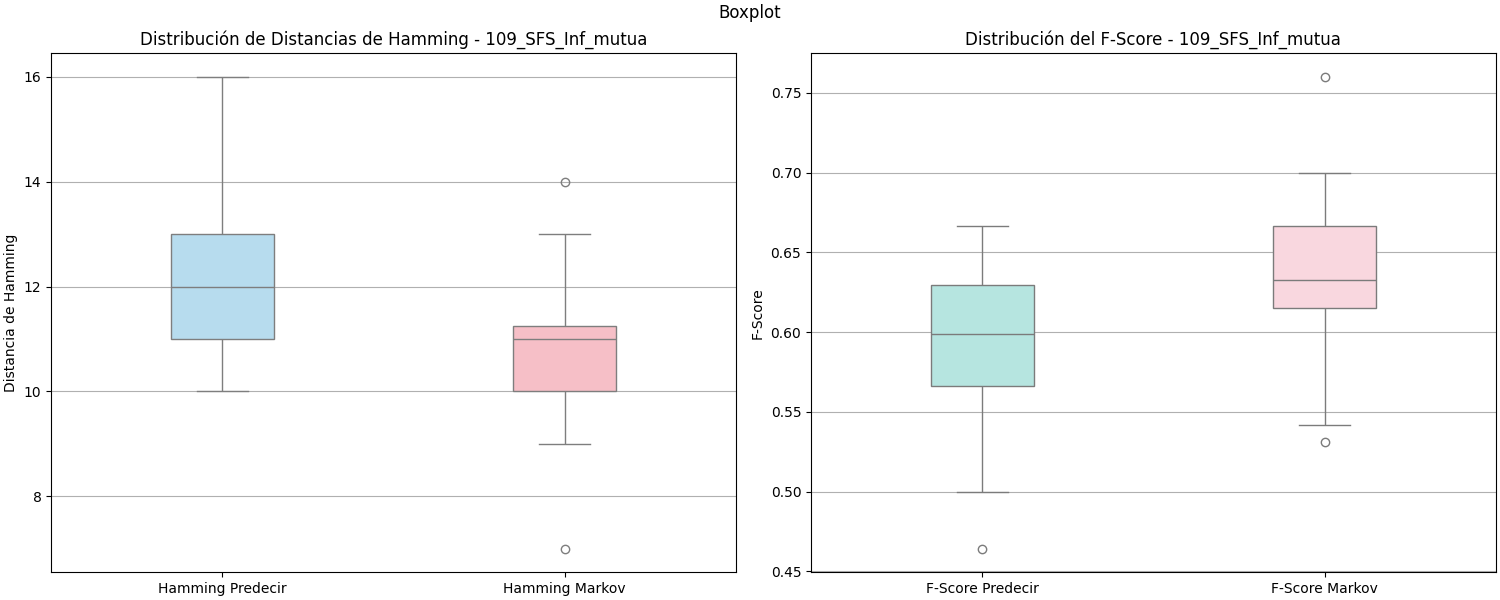 Boxplot
Distribución de Distancias de Hamming - 109_SFS_Inf_mutua
Distancia de Hamming
16
14
12
10
8
Hamming Predecir
Hamming Markov
Distribución del F-Score - 109_SFS_Inf_mutua
F-Score
0.75
0.70
0.65
0.60
0.55
0.50
0.45
F-Score Predecir
F-Score Markov